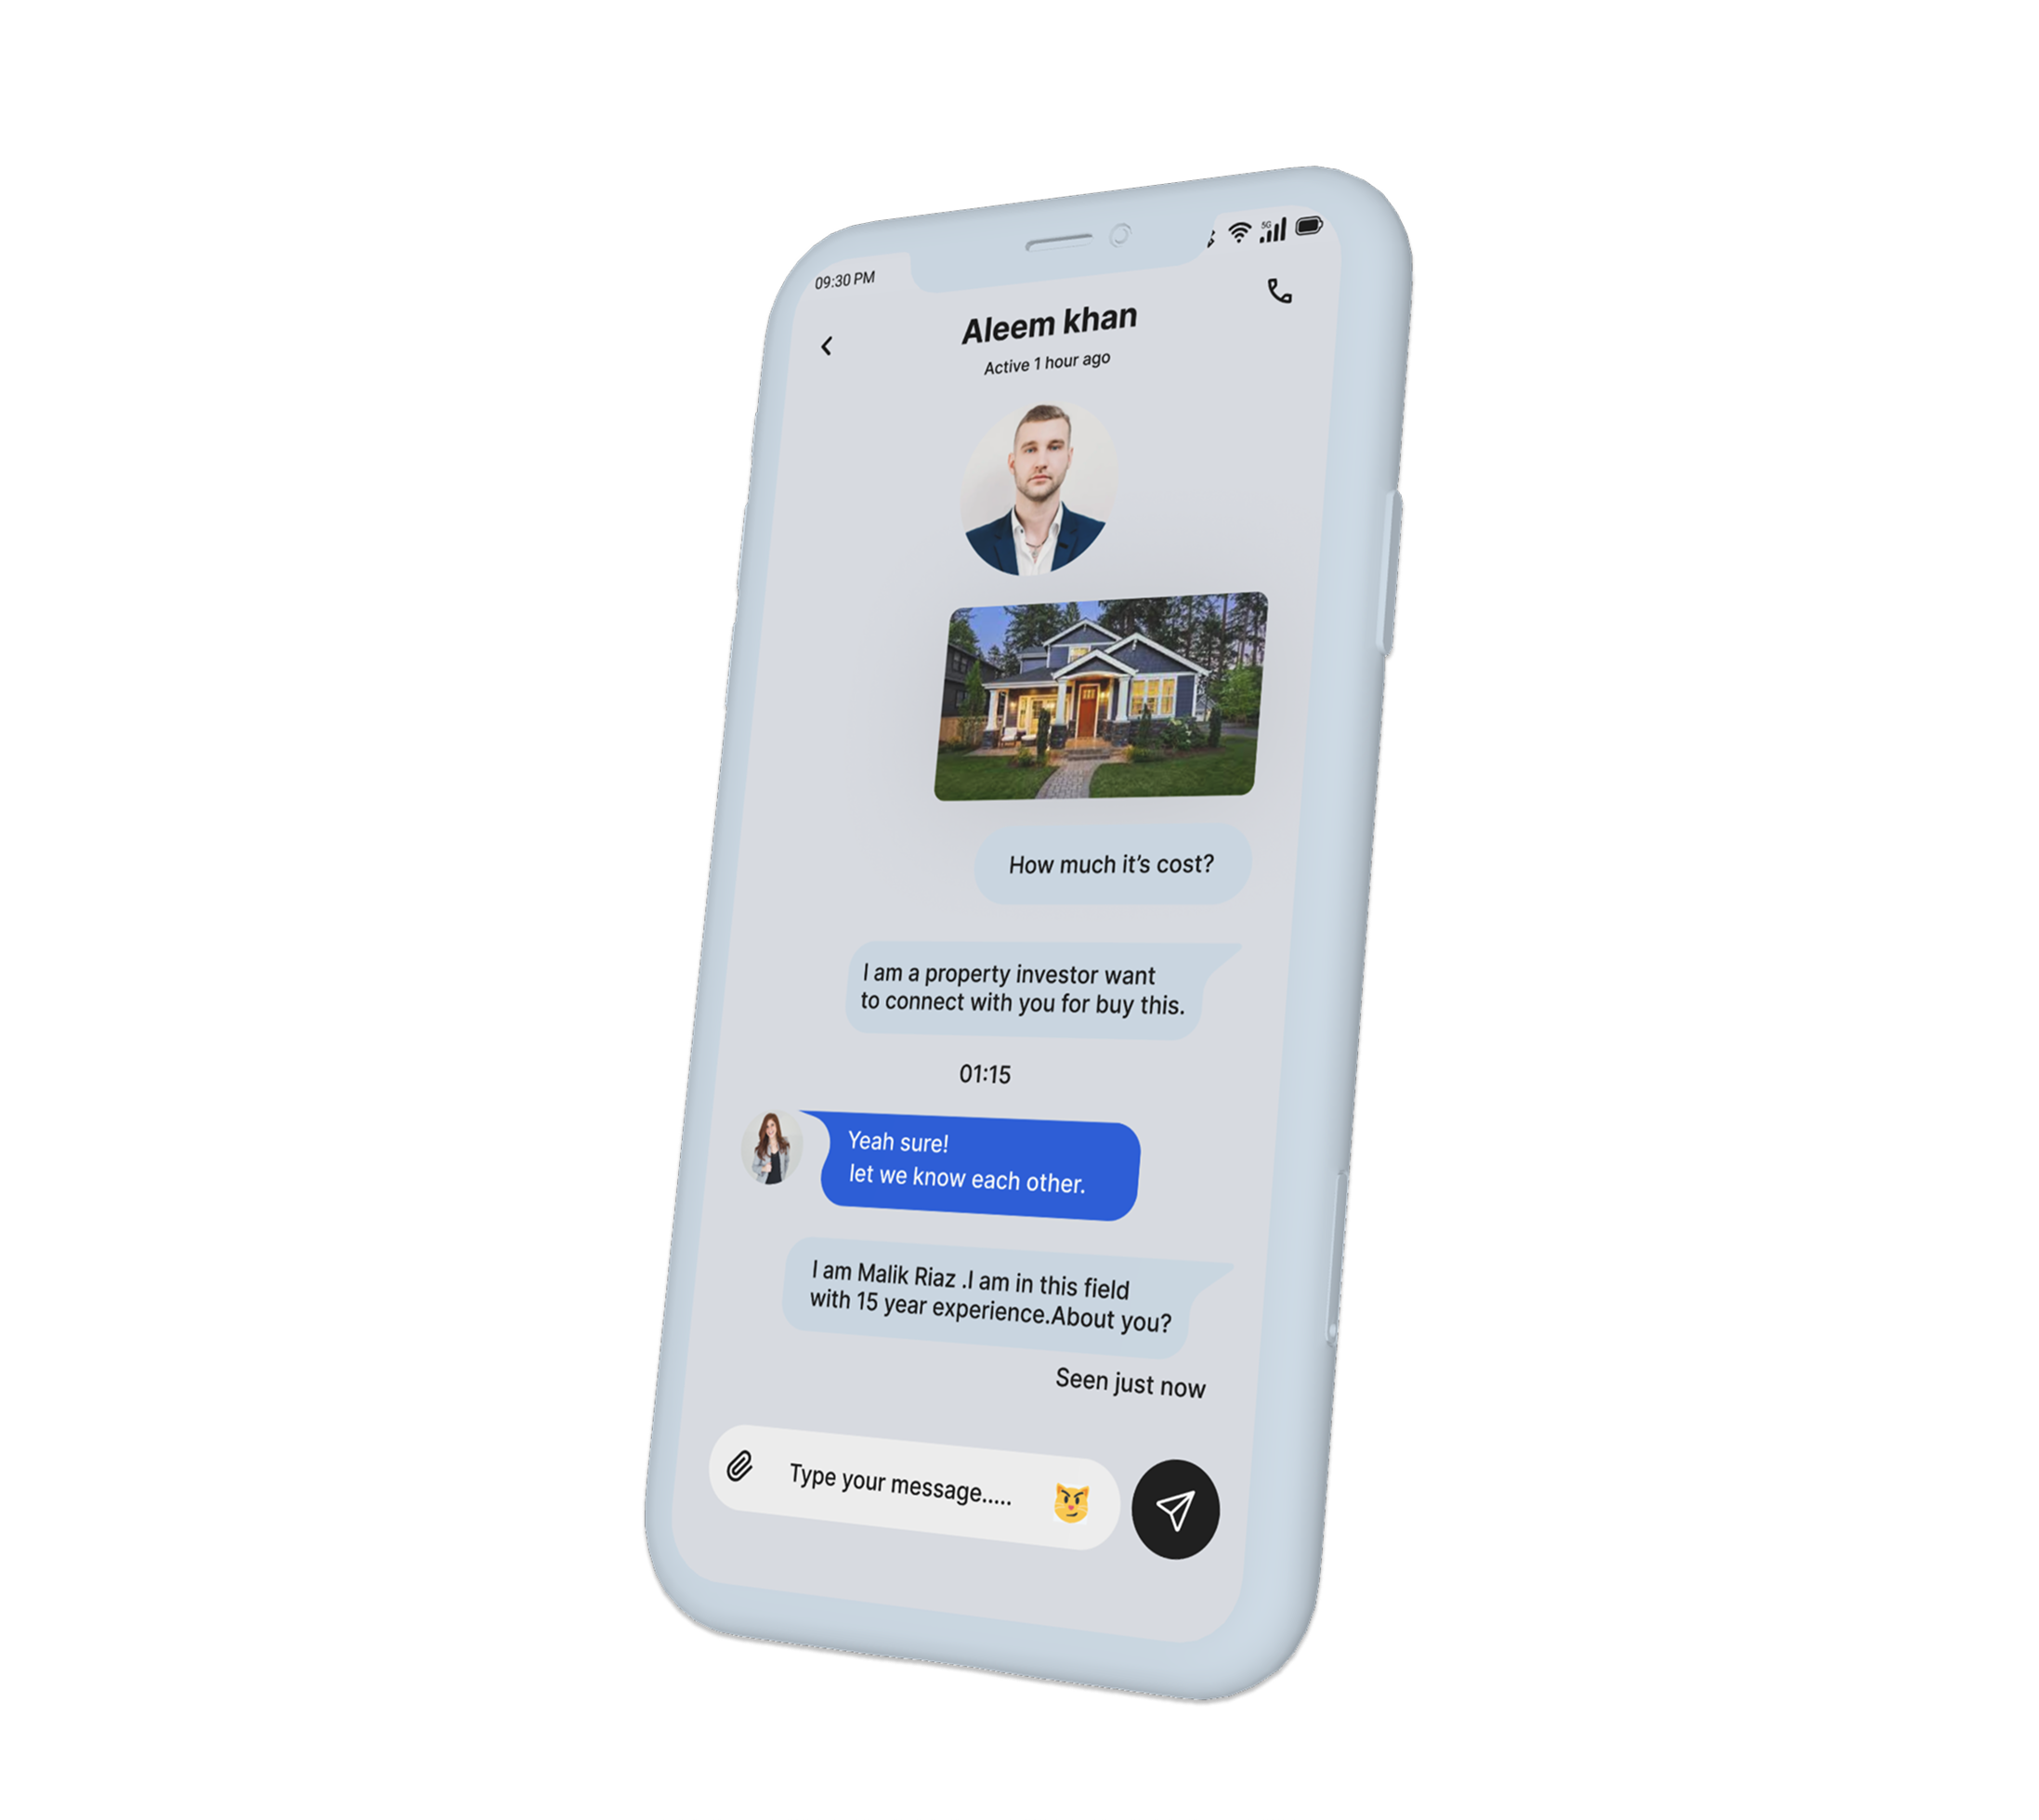 09:30 PM
5G
Aleem khan
Active 1 hour ago
How much it's cost?
I am a property investor want
to connect with you for buy this.
01:15
Yeah sure!
let we know each other.
I am Malik Riaz .I am in this field
with 15 year experience.About you?
Seen just now
Type your message.....